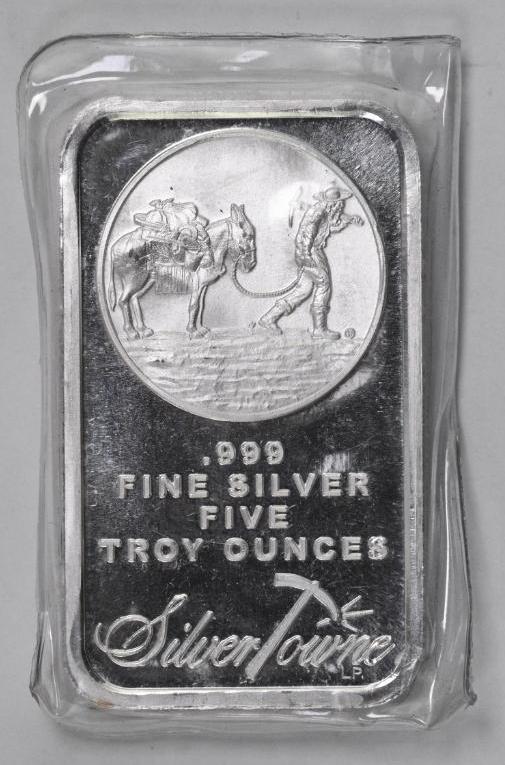 .999
FINE SILVER
FIVE
TROY OUNCES
SilverTowne
LP.